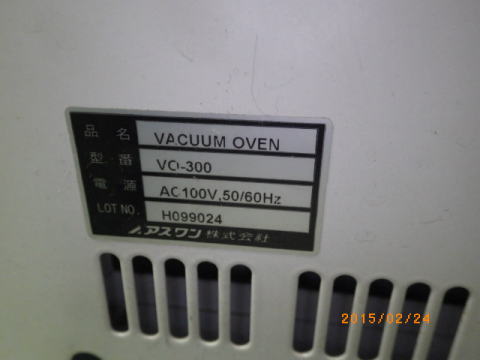 品名 VACUUM OVEN
型番 VO-300
電源 AC100V,50/60Hz
LOT NO. H099024
アズワン株式会社
2015/02/24